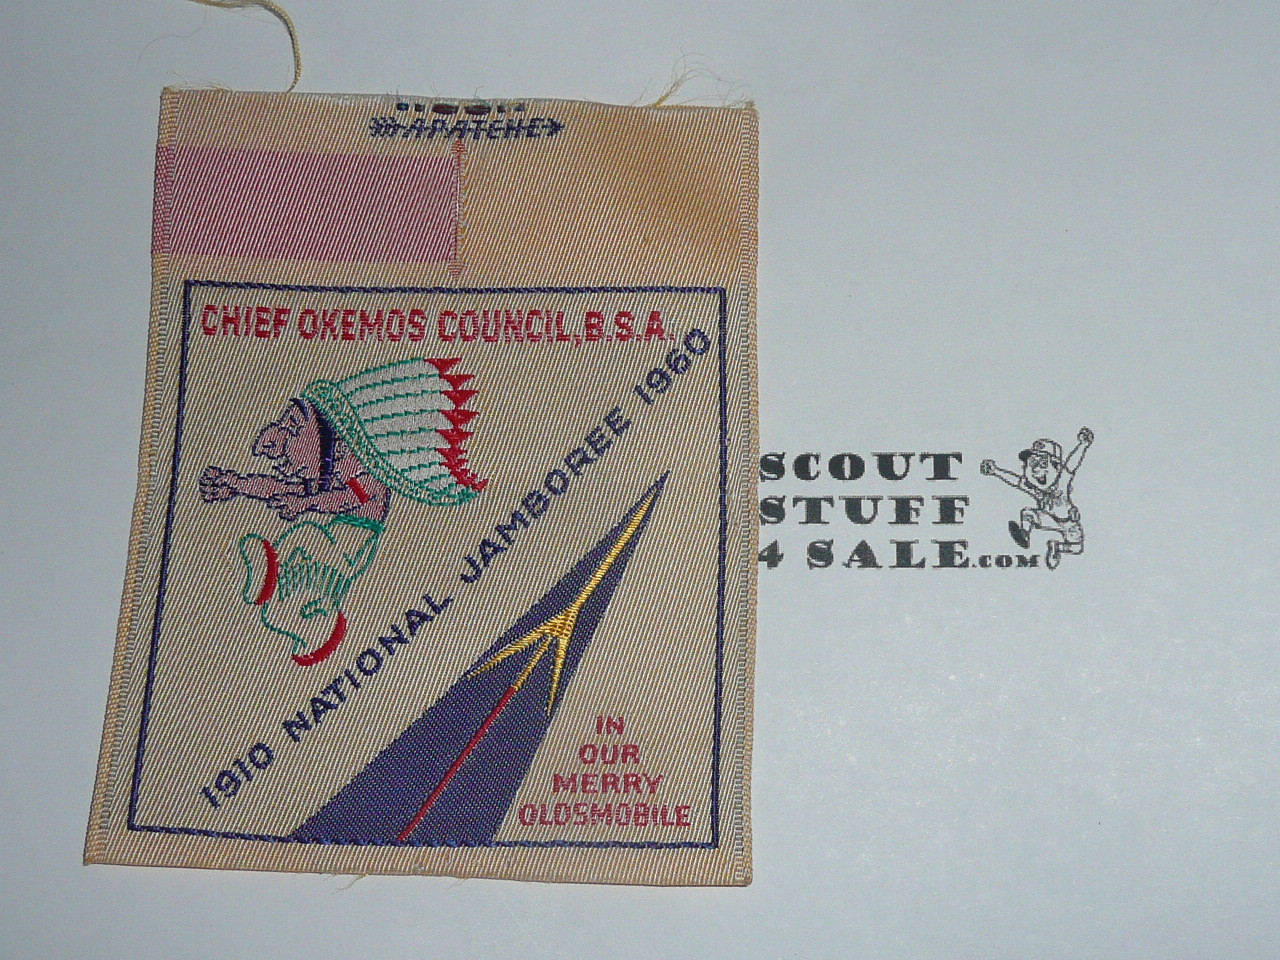 APATCHE
CHIEF OKEMOS COUNCIL, B.S.A.
1910 NATIONAL JAMBOREE 1960
IN
OUR
MERRY
OLDSMOBILE
SCOUT
STUFF
4 SALE.COM